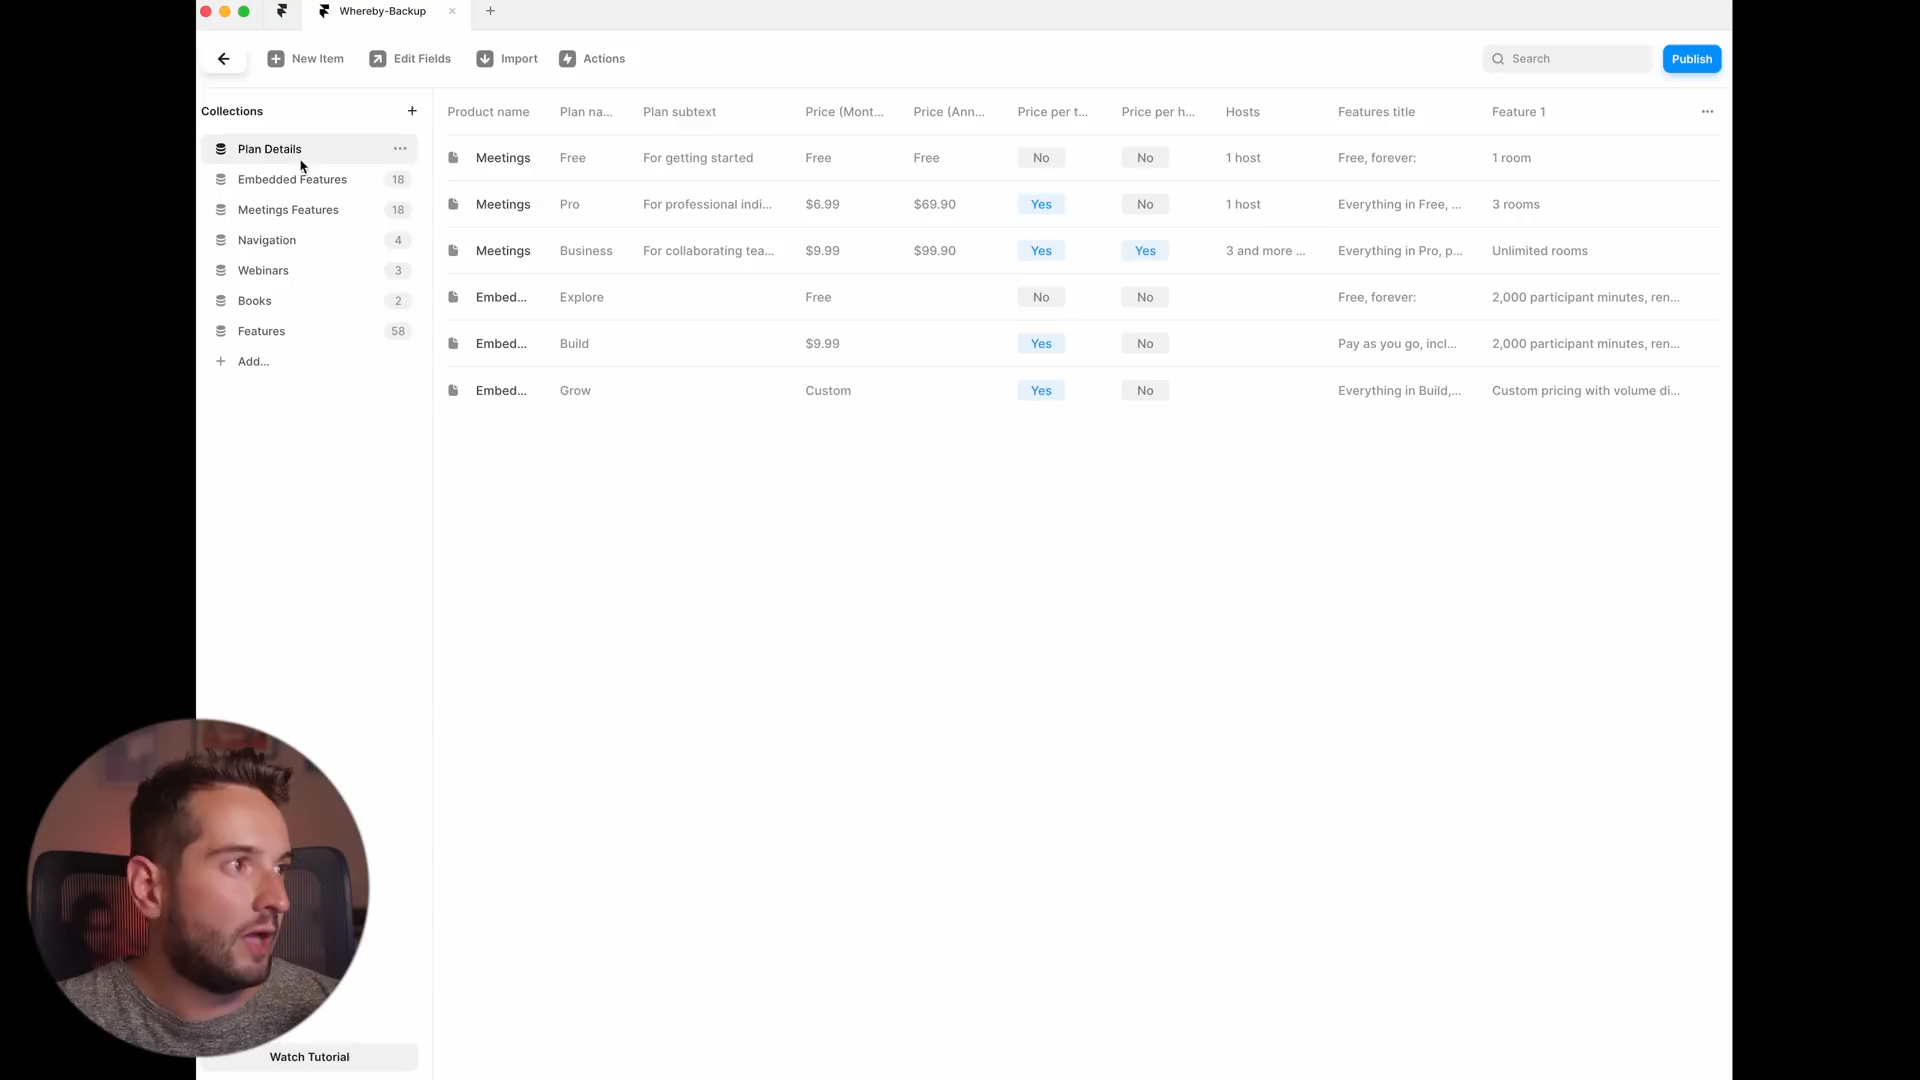 Whereby-Backup
New Item
Edit Fields
Import
Actions
Search
Publish
Collections
Plan Details
Embedded Features 18
Meetings Features 18
Navigation 4
Webinars 3
Books 2
Features 58
Add...
Product name Plan na... Plan subtext Price (Mont... Price (Ann... Price per t... Price per h... Hosts Features title Feature 1
Meetings Free For getting started Free Free No No 1 host Free, forever: 1 room
Meetings Pro For professional indi... $6.99 $69.90 Yes No 1 host Everything in Free, ... 3 rooms
Meetings Business For collaborating tea... $9.99 $99.90 Yes Yes 3 and more ... Everything in Pro, p... Unlimited rooms
Embed... Explore Free No No Free, forever: 2,000 participant minutes, ren...
Embed... Build $9.99 Yes No Pay as you go, incl... 2,000 participant minutes, ren...
Embed... Grow Custom Yes No Everything in Build,... Custom pricing with volume di...
Watch Tutorial